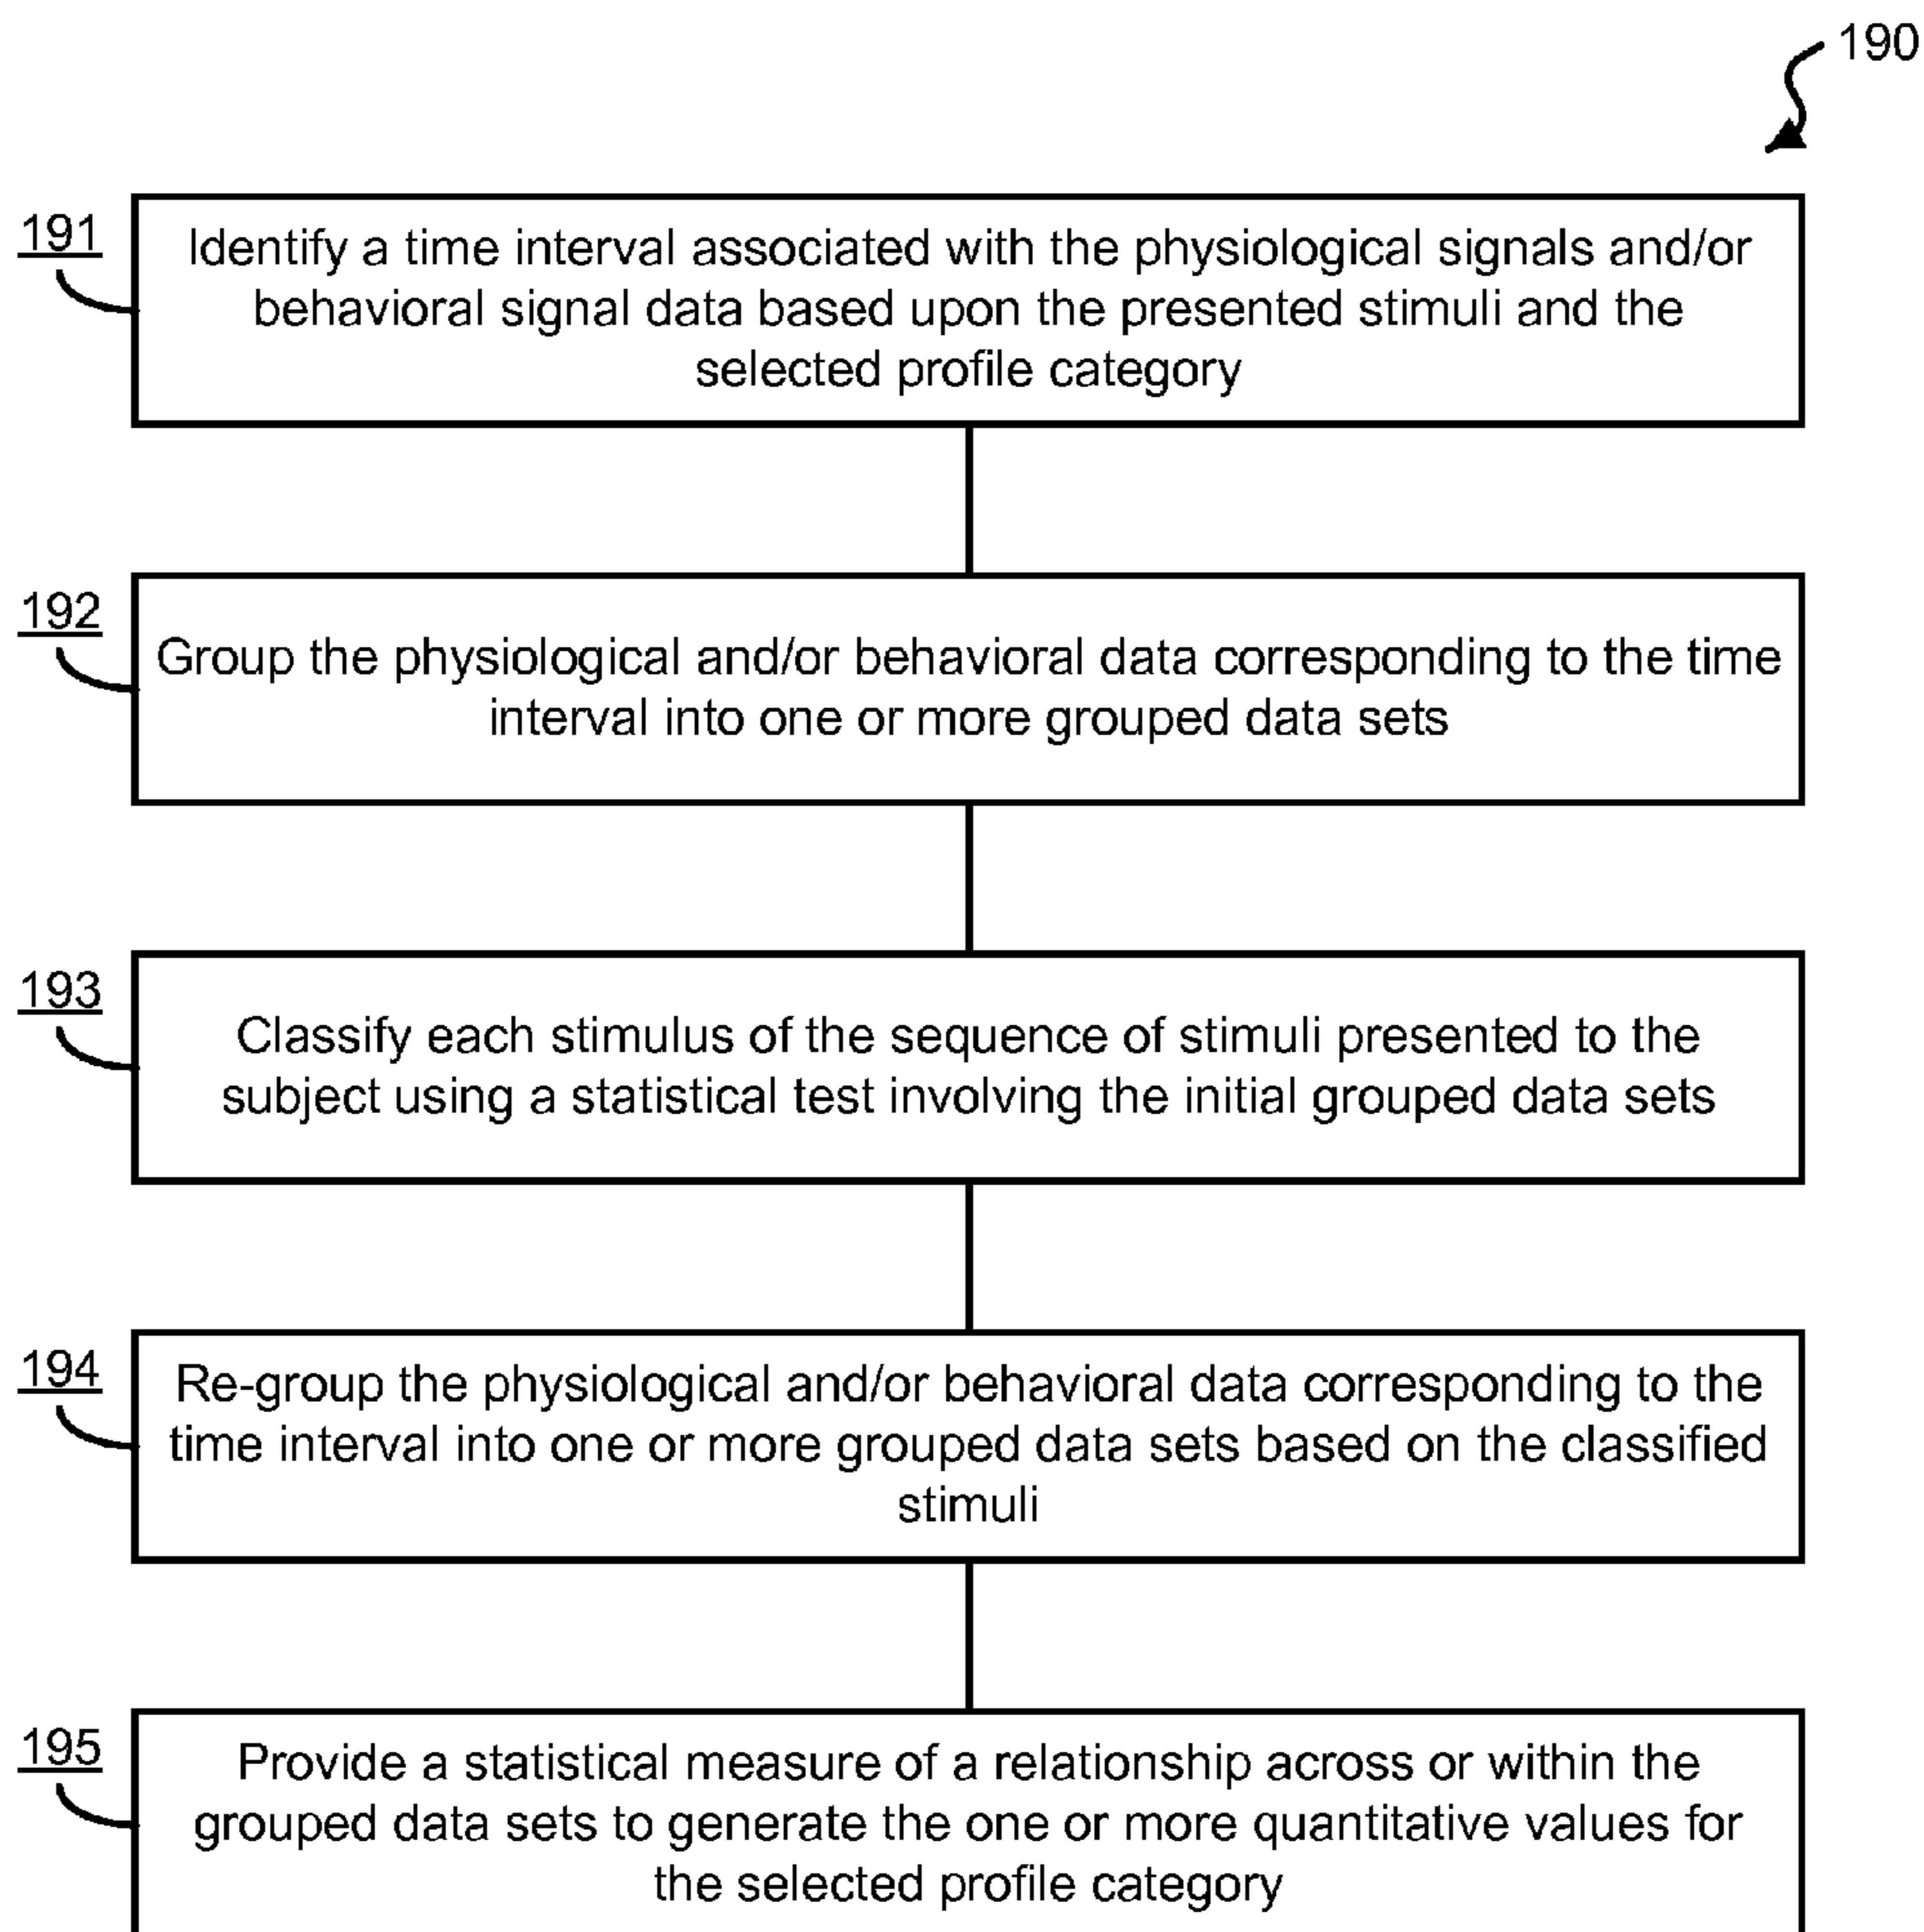 190
191
Identify a time interval associated with the physiological signals and/or
behavioral signal data based upon the presented stimuli and the
selected profile category
192
Group the physiological and/or behavioral data corresponding to the time
interval into one or more grouped data sets
193
Classify each stimulus of the sequence of stimuli presented to the
subject using a statistical test involving the initial grouped data sets
194
Re-group the physiological and/or behavioral data corresponding to the
time interval into one or more grouped data sets based on the classified
stimuli
195
Provide a statistical measure of a relationship across or within the
grouped data sets to generate the one or more quantitative values for
the selected profile category